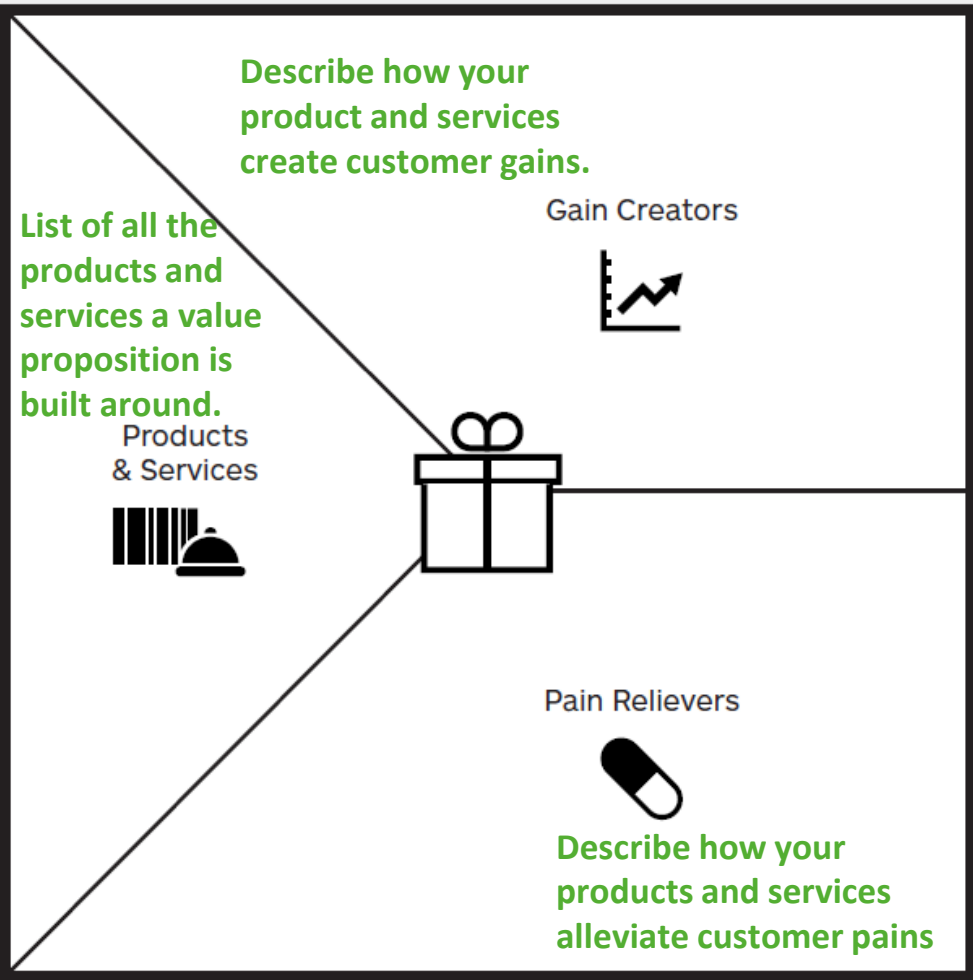 Describe how your
product and services
create customer gains.
Gain Creators
List of all the
products and
services a value
proposition is
built around.
Products
& Services
Pain Relievers
Describe how your
products and services
alleviate customer pains